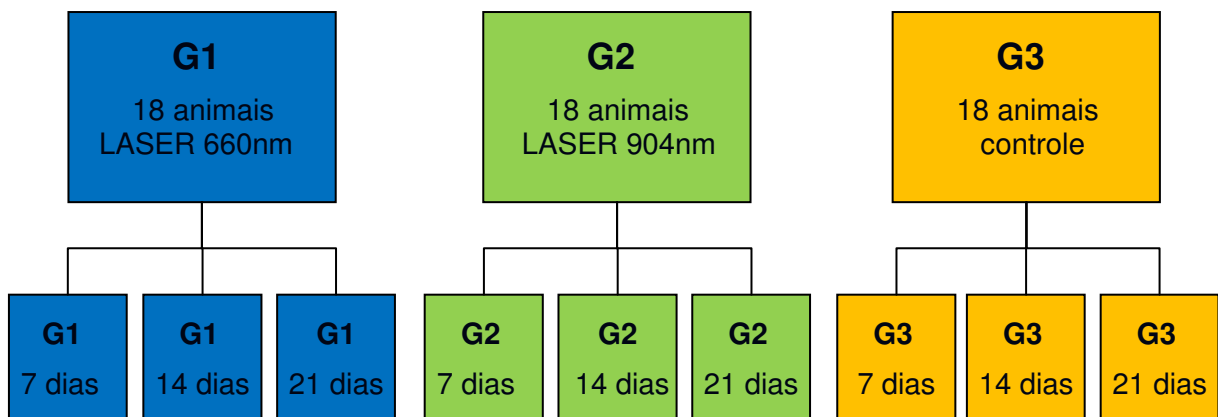 G1
18 animais
LASER 660nm
G2
18 animais
LASER 904nm
G3
18 animais
controle
G1
7 dias
G1
14 dias
G1
21 dias
G2
7 dias
G2
14 dias
G2
21 dias
G3
7 dias
G3
14 dias
G3
21 dias